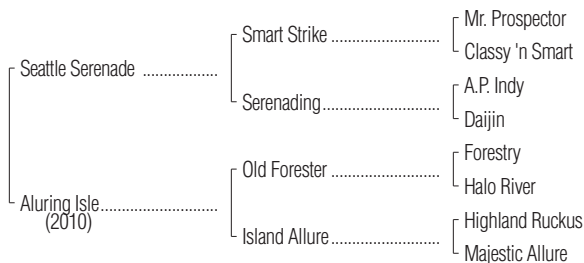 Mr. Prospector
Smart Strike ........................
Classy 'n Smart
Seattle Serenade .................
A.P. Indy
Serenading..........................
Daijin
Forestry
Old Forester ........................
Halo River
Aluring Isle..........................
(2010)
Highland Ruckus
Island Allure........................
Majestic Allure